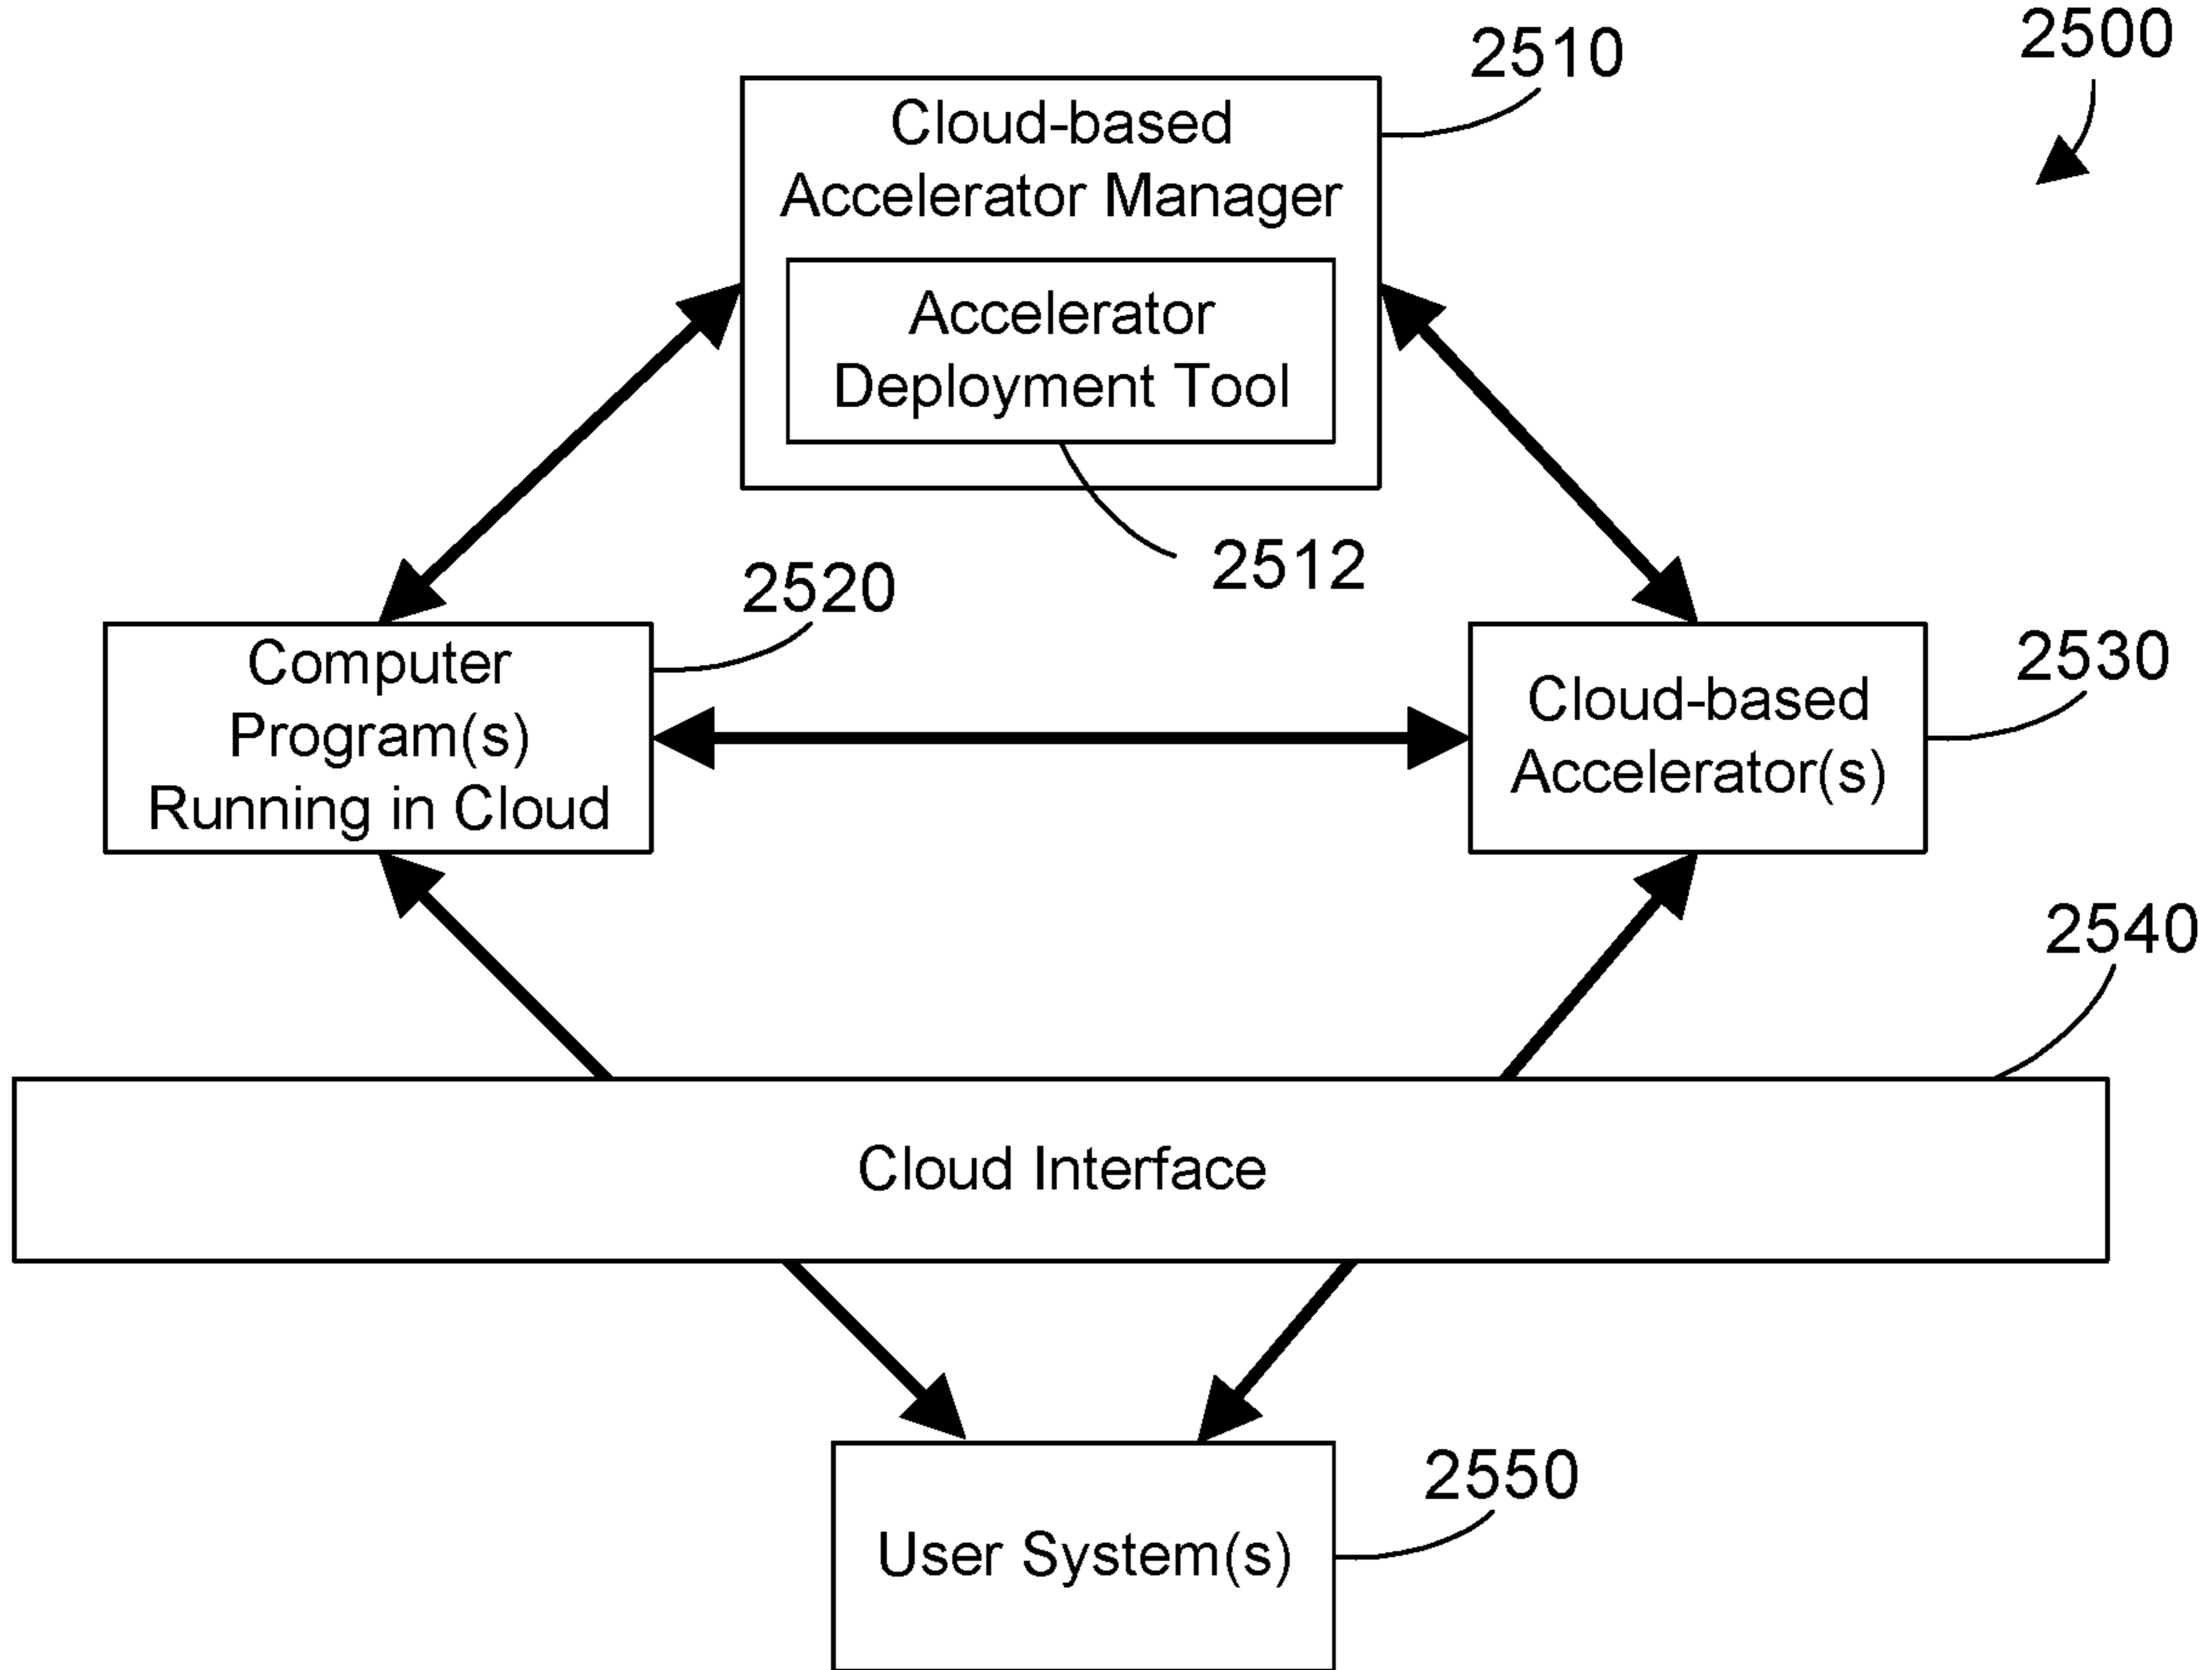 2500
2510
Cloud-based
Accelerator Manager
Accelerator
Deployment Tool
2512
2520
Computer
Program(s)
Running in Cloud
2530
Cloud-based
Accelerator(s)
2540
Cloud Interface
2550
User System(s)